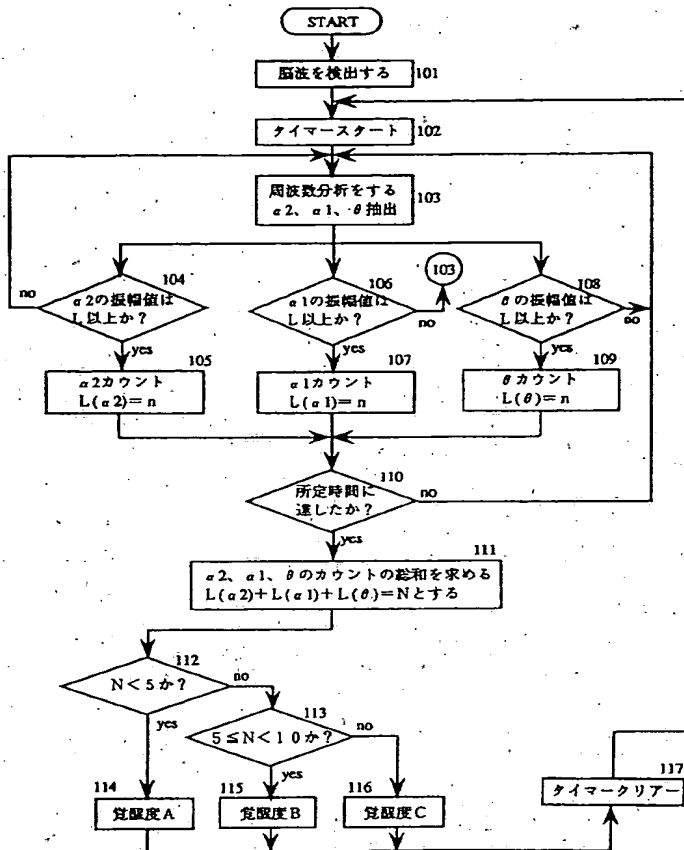 START
脳波を検出する
101
タイマースタート
102
周波数分析をする
α2、α1、θ抽出
103
104
α2の振幅値は
L以上か?
no
yes
106
α1の振幅値は
L以上か?
103
no
yes
108
θの振幅値は
L以上か?
no
yes
105
α2カウント
L(α2)=n
107
α1カウント
L(α1)=n
109
θカウント
L(θ)=n
110
所定時間に
達したか?
no
yes
111
α2、α1、θのカウントの総和を求める
L(α2)+L(α1)+L(θ)=Nとする
112
N<5か?
no
yes
113
5≦N<10か?
no
yes
114
覚醒度A
115
覚醒度B
116
覚醒度C
117
タイマークリアー